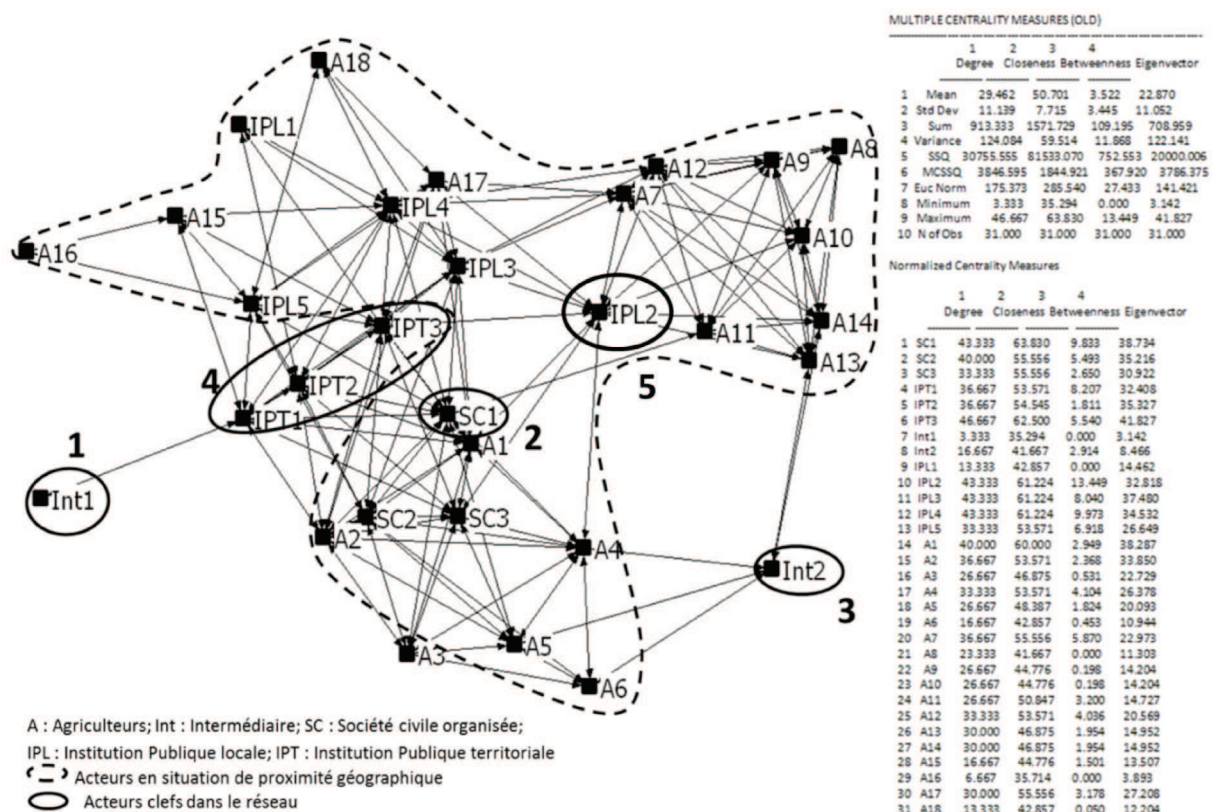 A18
IPL1
A17
IPL4
A15
A16
IPL3
IPL5
IPT3
4
IPT2
IPT1
SC1
2
A1
1
Int1
SC2
SC3
A2
A4
A3
A5
A6
A12
A9
A8
A7
A10
IPL2
A11
A14
A13
5
Int2
3
A : Agriculteurs; Int : Intermédiaire; SC : Société civile organisée;
IPL : Institution Publique locale; IPT : Institution Publique territoriale
Acteurs en situation de proximité géographique
Acteurs clefs dans le réseau
MULTIPLE CENTRALITY MEASURES (OLD)
1 2 3 4
Degree Closeness Betweenness Eigenvector
1 Mean 29.462 50.701 3.522 22.870
2 Std Dev 11.139 7.715 3.445 11.052
3 Sum 913.333 1571.729 109.195 708.959
4 Variance 124.084 59.514 11.868 122.141
5 SSQ 30755.555 81533.070 752.553 20000.006
6 MCSSQ 3846.595 1844.921 367.920 3786.375
7 Euc Norm 175.373 285.540 27.433 141.421
8 Minimum 3.333 35.294 0.000 3.142
9 Maximum 46.667 63.830 13.449 41.827
10 N of Obs 31.000 31.000 31.000 31.000
Normalized Centrality Measures
1 2 3 4
Degree Closeness Betweenness Eigenvector
1 SC1 43.333 63.830 9.833 38.734
2 SC2 40.000 55.556 5.493 35.216
3 SC3 33.333 55.556 2.650 30.922
4 IPT1 36.667 53.571 8.207 32.408
5 IPT2 36.667 54.545 1.811 35.327
6 IPT3 46.667 62.500 5.540 41.827
7 Int1 3.333 35.294 0.000 3.142
8 Int2 16.667 41.667 2.914 8.466
9 IPL1 13.333 42.857 0.000 14.462
10 IPL2 43.333 61.224 13.449 32.818
11 IPL3 43.333 61.224 8.040 37.480
12 IPL4 43.333 61.224 9.973 34.532
13 IPL5 33.333 53.571 6.918 26.649
14 A1 40.000 60.000 2.949 38.287
15 A2 36.667 53.571 2.368 33.850
16 A3 26.667 46.875 0.531 22.729
17 A4 33.333 53.571 4.104 26.378
18 A5 26.667 48.387 1.824 20.093
19 A6 16.667 42.857 0.453 10.944
20 A7 36.667 55.556 5.870 22.973
21 A8 23.333 41.667 0.000 11.303
22 A9 26.667 44.776 0.198 14.204
23 A10 26.667 44.776 0.198 14.204
24 A11 26.667 50.847 3.200 14.727
25 A12 33.333 53.571 4.036 20.569
26 A13 30.000 46.875 1.954 14.952
27 A14 30.000 46.875 1.954 14.952
28 A15 16.667 44.776 1.501 13.507
29 A16 6.667 35.714 0.000 3.893
30 A17 30.000 55.556 3.178 27.208
31 A18 13.333 42.857 0.050 12.204